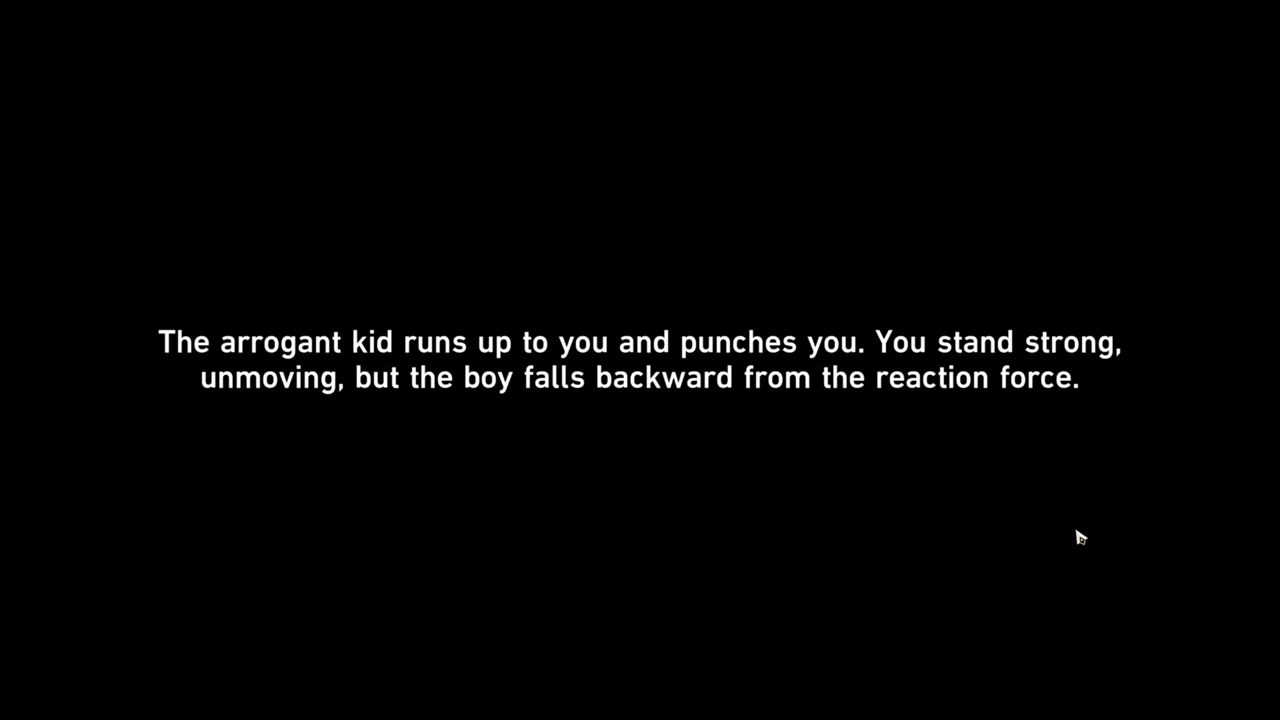 The arrogant kid runs up to you and punches you. You stand strong,
unmoving, but the boy falls backward from the reaction force.